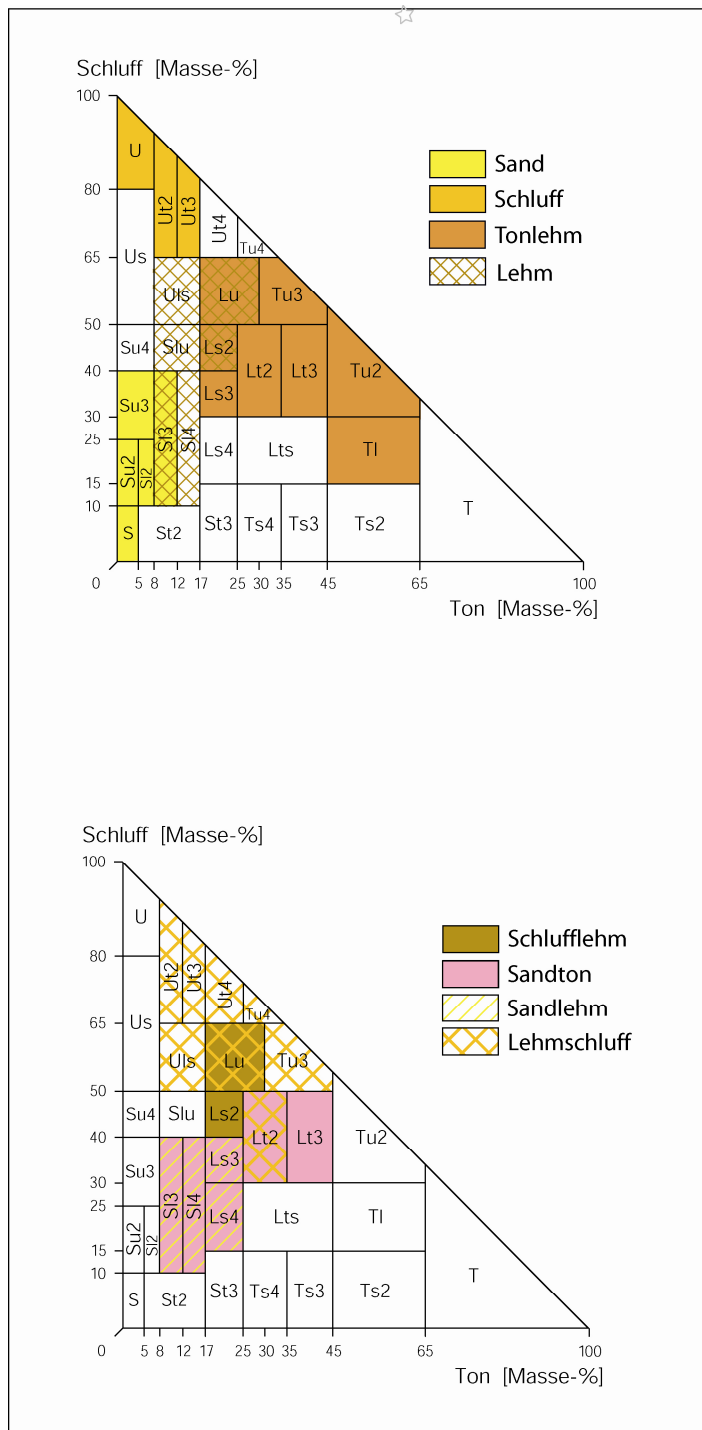 Schluff [Masse-%]
100
U
Sand
80
Schluff
Ut2
Ut3
Ut4
Tonlehm
Us
Tu4
65
Lehm
Uls
Lu
Tu3
50
Su4
Slu
Ls2
Lt2
Lt3
Tu2
40
Su3
Sl3
Sl4
Ls3
30
25
Su2
Sl2
Ls4
Lts
Tl
15
10
S
St2
St3
Ts4
Ts3
Ts2
T
0 5 8 12 17 25 30 35 45 65 100
Ton [Masse-%]
Schluff [Masse-%]
100
U
Schlufflehm
80
Sandton
Ut2
Ut3
Ut4
Sandlehm
Us
Tu4
65
Lehmschluff
Uls
Lu
Tu3
50
Su4
Slu
Ls2
Lt2
Lt3
Tu2
40
Su3
Sl3
Sl4
Ls3
30
25
Su2
Sl2
Ls4
Lts
Tl
15
10
S
St2
St3
Ts4
Ts3
Ts2
T
0 5 8 12 17 25 30 35 45 65 100
Ton [Masse-%]